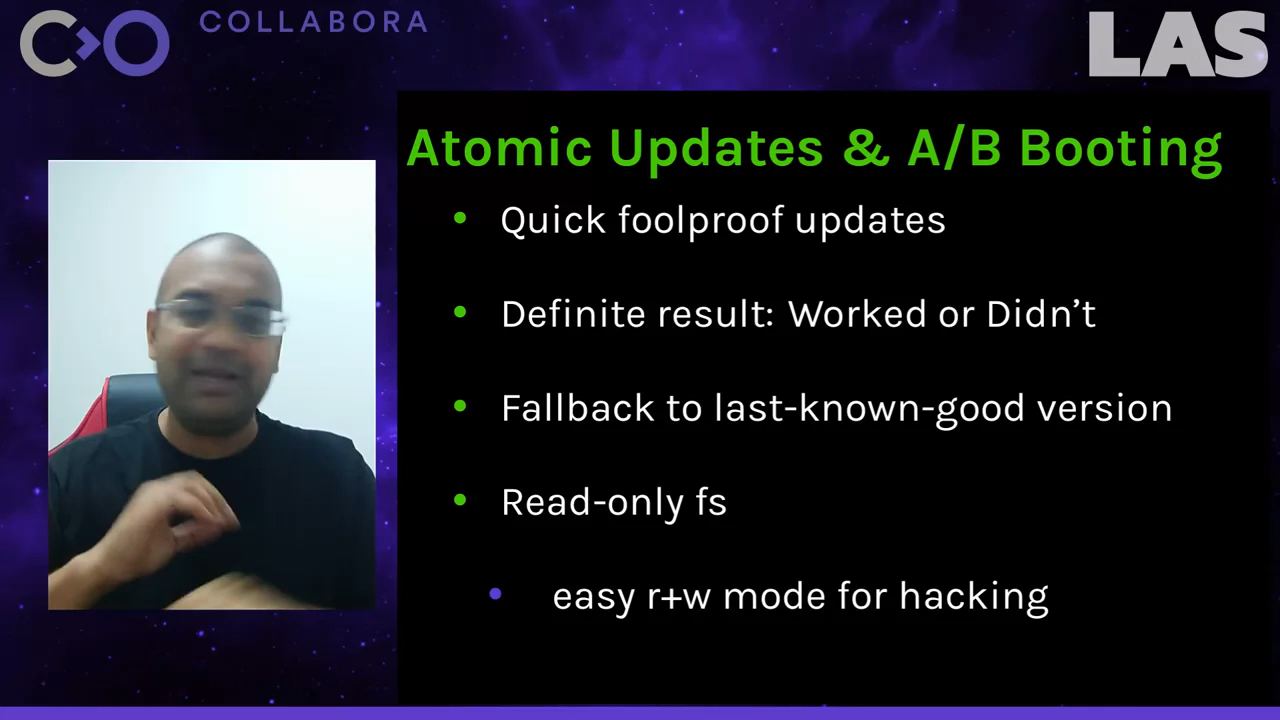 COLLABORA
LAS
Atomic Updates & A/B Booting
Quick foolproof updates
Definite result: Worked or Didn’t
Fallback to last-known-good version
Read-only fs
easy r+w mode for hacking